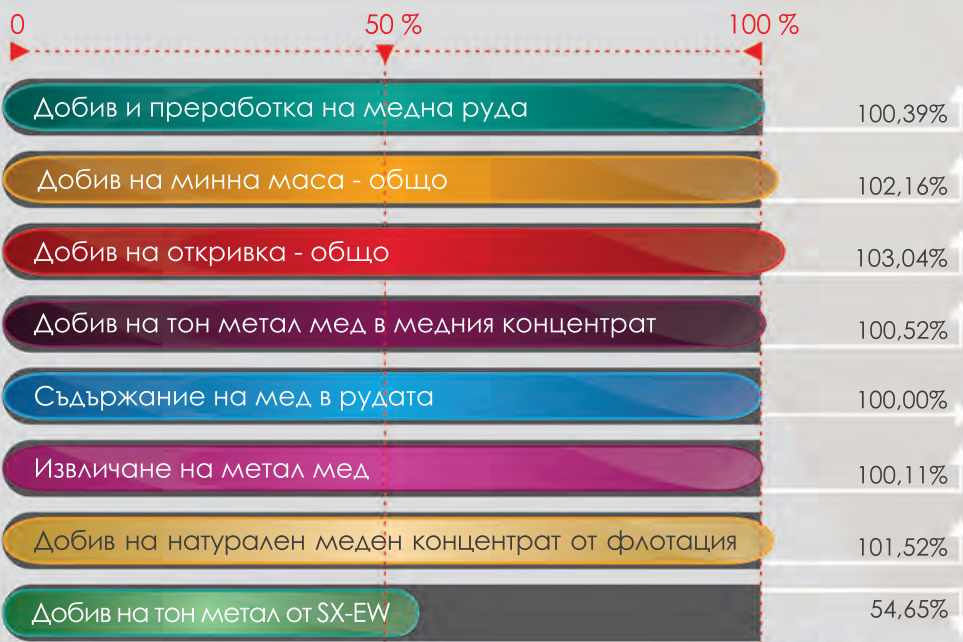 0 50 % 100 %
Добив и преработка на медна руда 100,39%
Добив на минна маса - общо 102,16%
Добив на откривка - общо 103,04%
Добив на тон метал мед в медния концентрат 100,52%
Съдържание на мед в рудата 100,00%
Извличане на метал мед 100,11%
Добив на натурален меден концентрат от флотация 101,52%
Добив на тон метал от SX-EW 54,65%